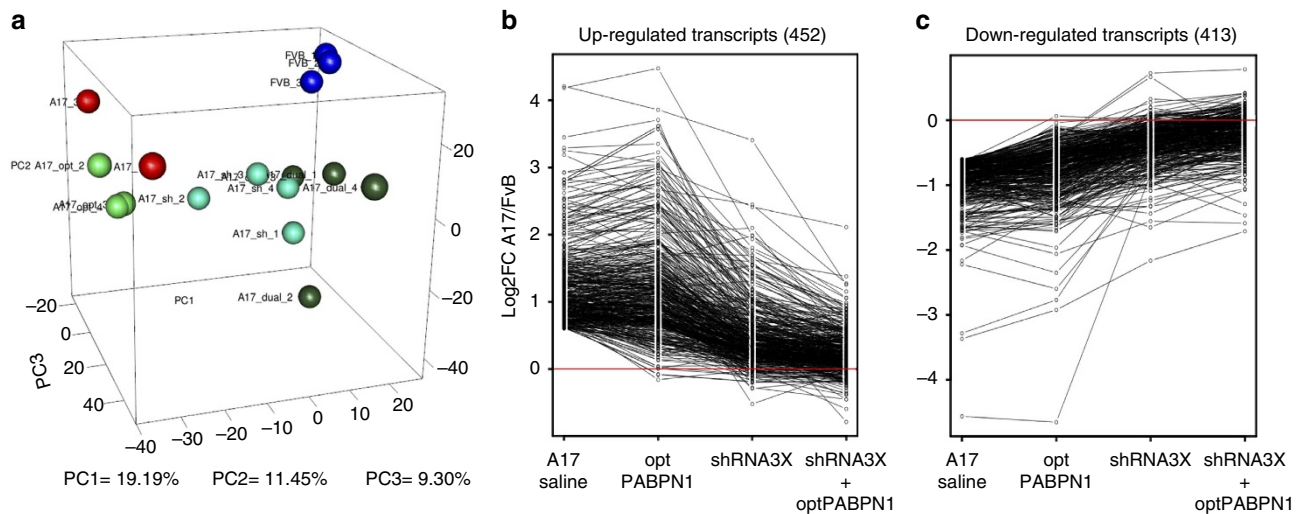 a
FVB_3
A17_3
PC2 A17_opt_2
A17_
A17_sh_2
A17_sh_4
A17_dual_4
A17_sh_1
A17_dual_2
PC1
20
0
−20
−40
−20
0
20
40
PC3
−40
−30
−20
−10
0
10
20
PC1= 19.19%
PC2= 11.45%
PC3= 9.30%
b
Up-regulated transcripts (452)
Log2FC A17/FvB
4
3
2
1
0
A17
saline
opt
PABPN1
shRNA3X
shRNA3X
+
optPABPN1
c
Down-regulated transcripts (413)
0
−1
−2
−3
−4
A17
saline
opt
PABPN1
shRNA3X
shRNA3X
+
optPABPN1